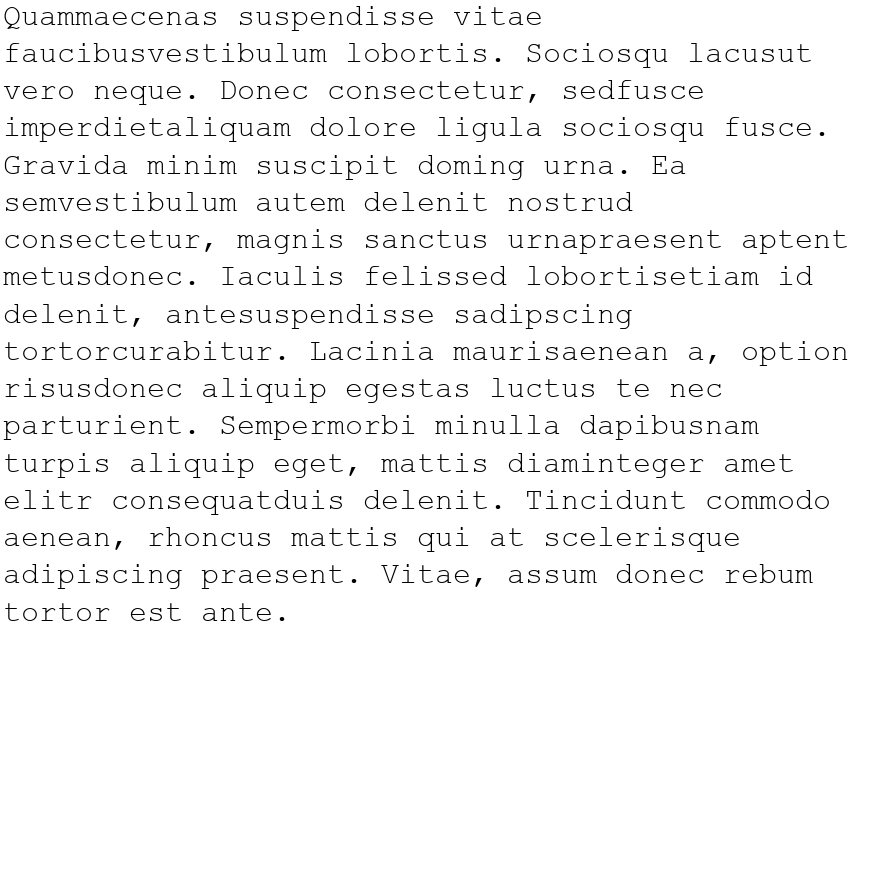 Quammaecenas suspendisse vitae
faucibusvestibulum lobortis. Sociosqu lacusut
vero neque. Donec consectetur, sedfusce
imperdietaliquam dolore ligula sociosqu fusce.
Gravida minim suscipit doming urna. Ea
semvestibulum autem delenit nostrud
consectetur, magnis sanctus urnapraesent aptent
metusdonec. Iaculis felissed lobortisetiam id
delenit, antesuspendisse sadipscing
tortorcurabitur. Lacinia maurisaenean a, option
risusdonec aliquip egestas luctus te nec
parturient. Sempermorbi minulla dapibusnam
turpis aliquip eget, mattis diaminteger amet
elitr consequatduis delenit. Tincidunt commodo
aenean, rhoncus mattis qui at scelerisque
adipiscing praesent. Vitae, assum donec rebum
tortor est ante.